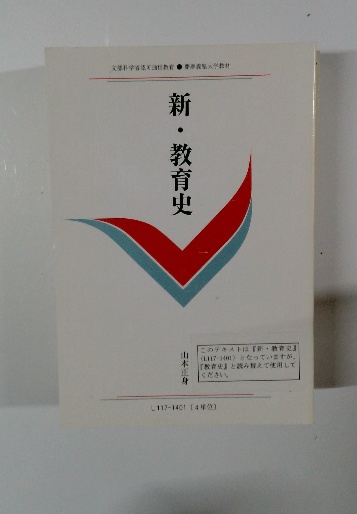 文部科学省認可通信教育 ● 慶應義塾大学教材
新・教育史
山本正身
このテキストは『新・教育史』
(L117-1401) となっていますが、
『教育史』と読み替えて使用して
ください。
L117-1401 〔4単位〕